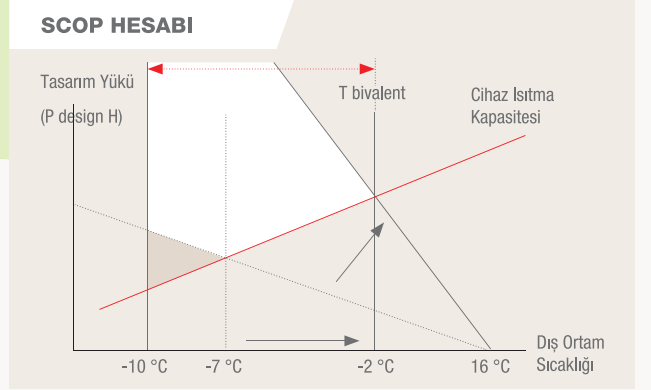 SCOP HESABI
Tasarım Yükü
(P design H)
T bivalent
Cihaz Isıtma
Kapasitesi
-10 °C
-7 °C
-2 °C
16 °C
Dış Ortam
Sıcaklığı